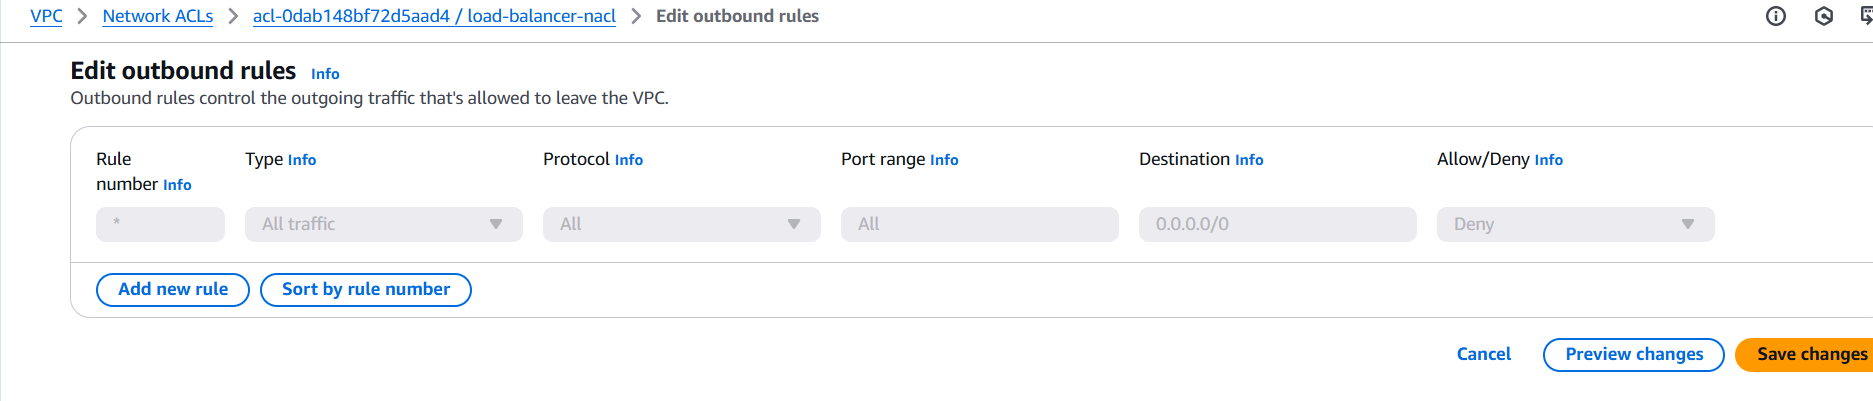 VPC > Network ACLs > acl-0dab148bf72d5aad4 / load-balancer-nacl > Edit outbound rules
Edit outbound rules Info
Outbound rules control the outgoing traffic that's allowed to leave the VPC.
Rule number Info
Type Info
Protocol Info
Port range Info
Destination Info
Allow/Deny Info
*
All traffic
All
All
0.0.0.0/0
Deny
Add new rule
Sort by rule number
Cancel
Preview changes
Save changes